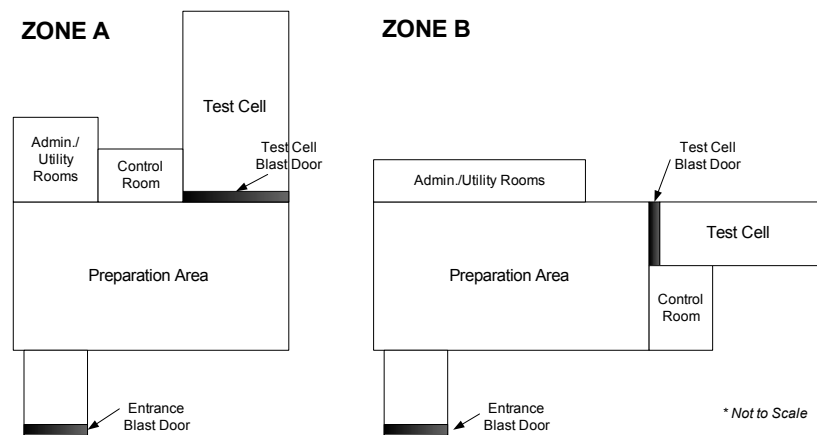 ZONE A
Test Cell
Admin./
Utility
Rooms
Control
Room
Test Cell
Blast Door
Preparation Area
Entrance
Blast Door
ZONE B
Test Cell
Blast Door
Admin./Utility Rooms
Test Cell
Preparation Area
Control
Room
Entrance
Blast Door
* Not to Scale